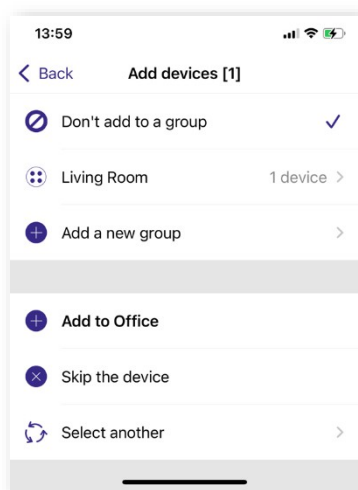 13:59
Back Add devices [1]
Don't add to a group
Living Room 1 device
Add a new group
Add to Office
Skip the device
Select another